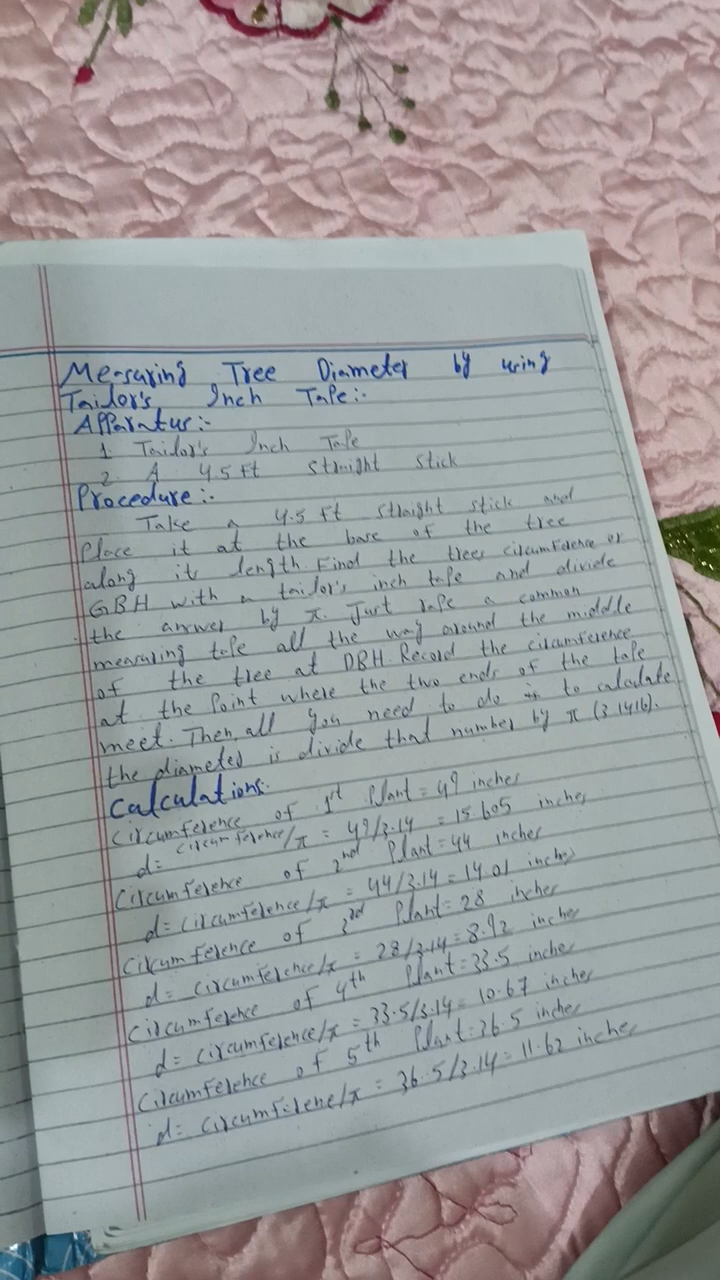 Measuring Tree Diameter by using
Tailor's Inch Tape:-
Apparatus:-
1. Tailor's Inch Tape
2. A 4.5 Ft straight stick
Procedure:-
Take a 4.5 Ft straight stick and
Place it at the base of the tree
along it length. Find the trees circumference or
GBH with a tailor's inch tape and divide
the answer by π. Just tape a common
measuring tape all the way around the middle
of the tree at DBH. Record the circumference
at the point where the two ends of the tape
meet. Then, all you need to do is to calculate
the diameter is divide that number by π (3.1416).
Calculations:
Circumference of 1st Plant = 49 inches
d = circumference/π = 49/3.14 = 15.605 inches
Circumference of 2nd Plant = 44 inches
d = circumference/π = 44/3.14 = 14.01 inches
Circumference of 3rd Plant = 28 inches
d = circumference/π = 28/3.14 = 8.92 inches
Circumference of 4th Plant = 33.5 inches
d = circumference/π = 33.5/3.14 = 10.67 inches
Circumference of 5th Plant = 36.5 inches
d = circumference/π = 36.5/3.14 = 11.62 inches